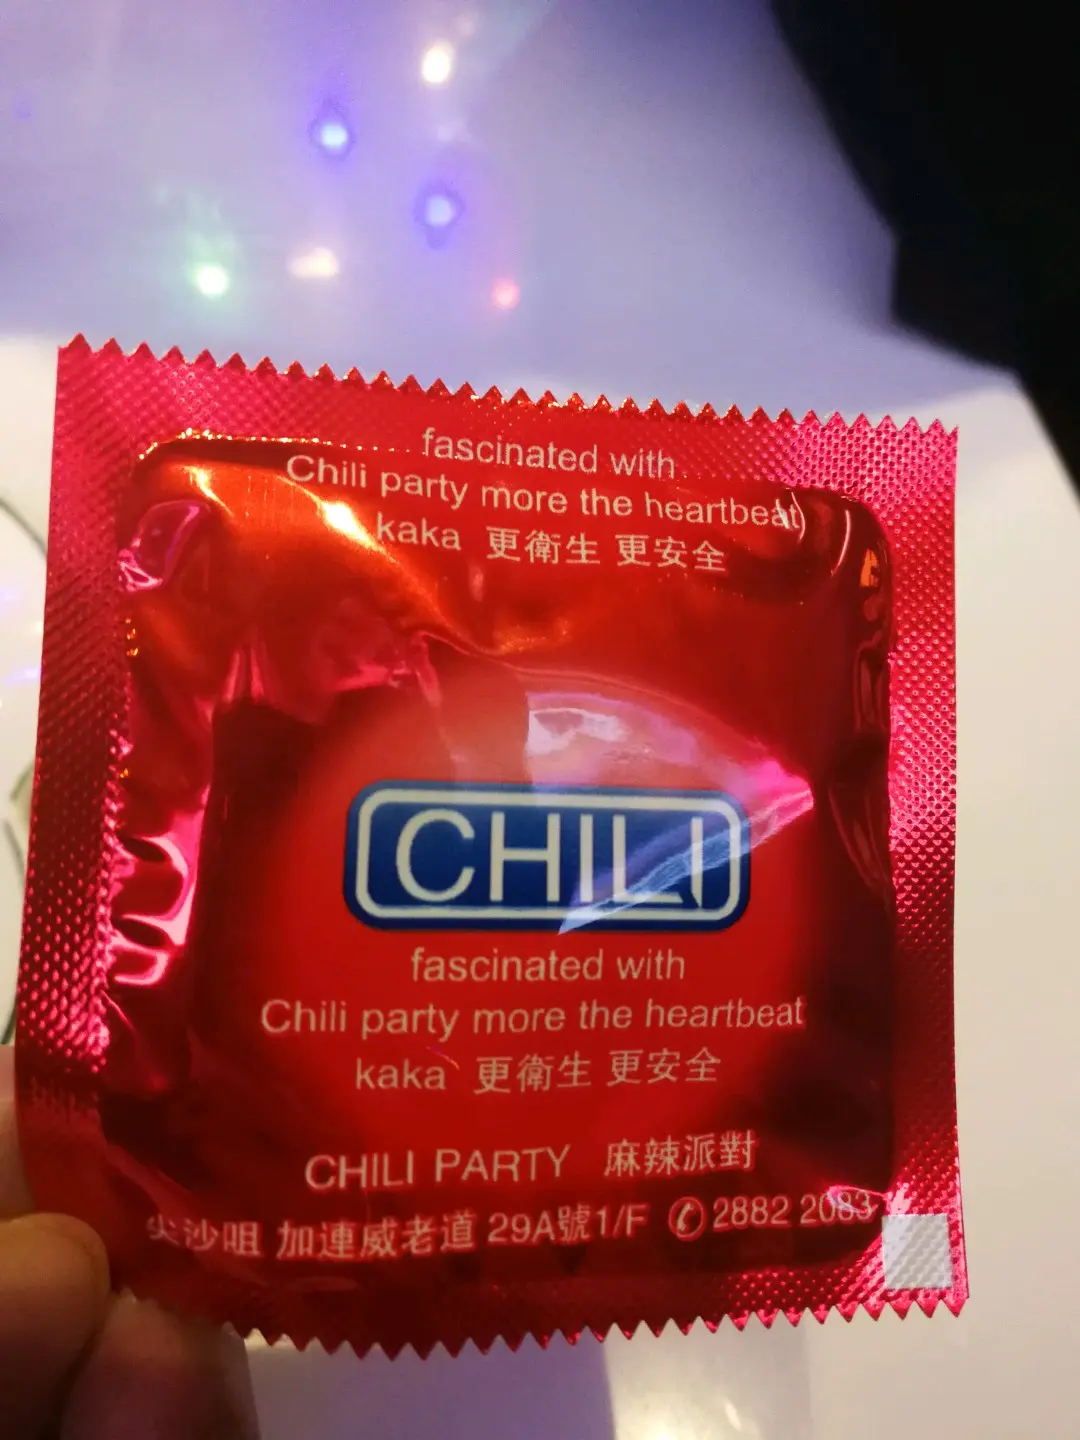 fascinated with
Chili party more the heartbeat
kaka 更衛生 更安全
CHILI
fascinated with
Chili party more the heartbeat
kaka 更衛生 更安全
CHILI PARTY 麻辣派對
尖沙咀 加連威老道 29A號1/F ✆2882 2083